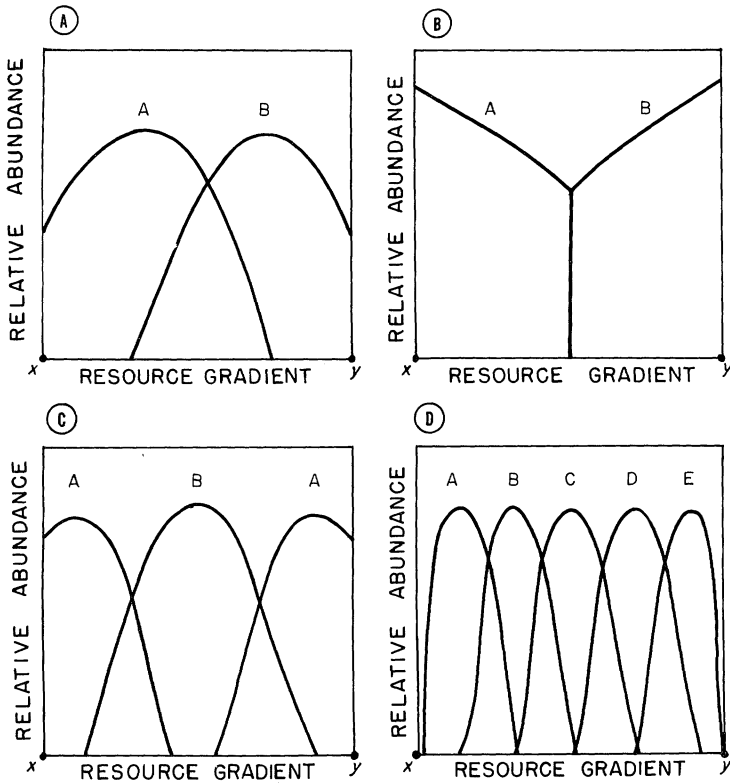 A
B
RELATIVE ABUNDANCE
A B
x RESOURCE GRADIENT y
RELATIVE ABUNDANCE
A B
x RESOURCE GRADIENT y
C
D
RELATIVE ABUNDANCE
A B A
x RESOURCE GRADIENT y
RELATIVE ABUNDANCE
A B C D E
x RESOURCE GRADIENT y